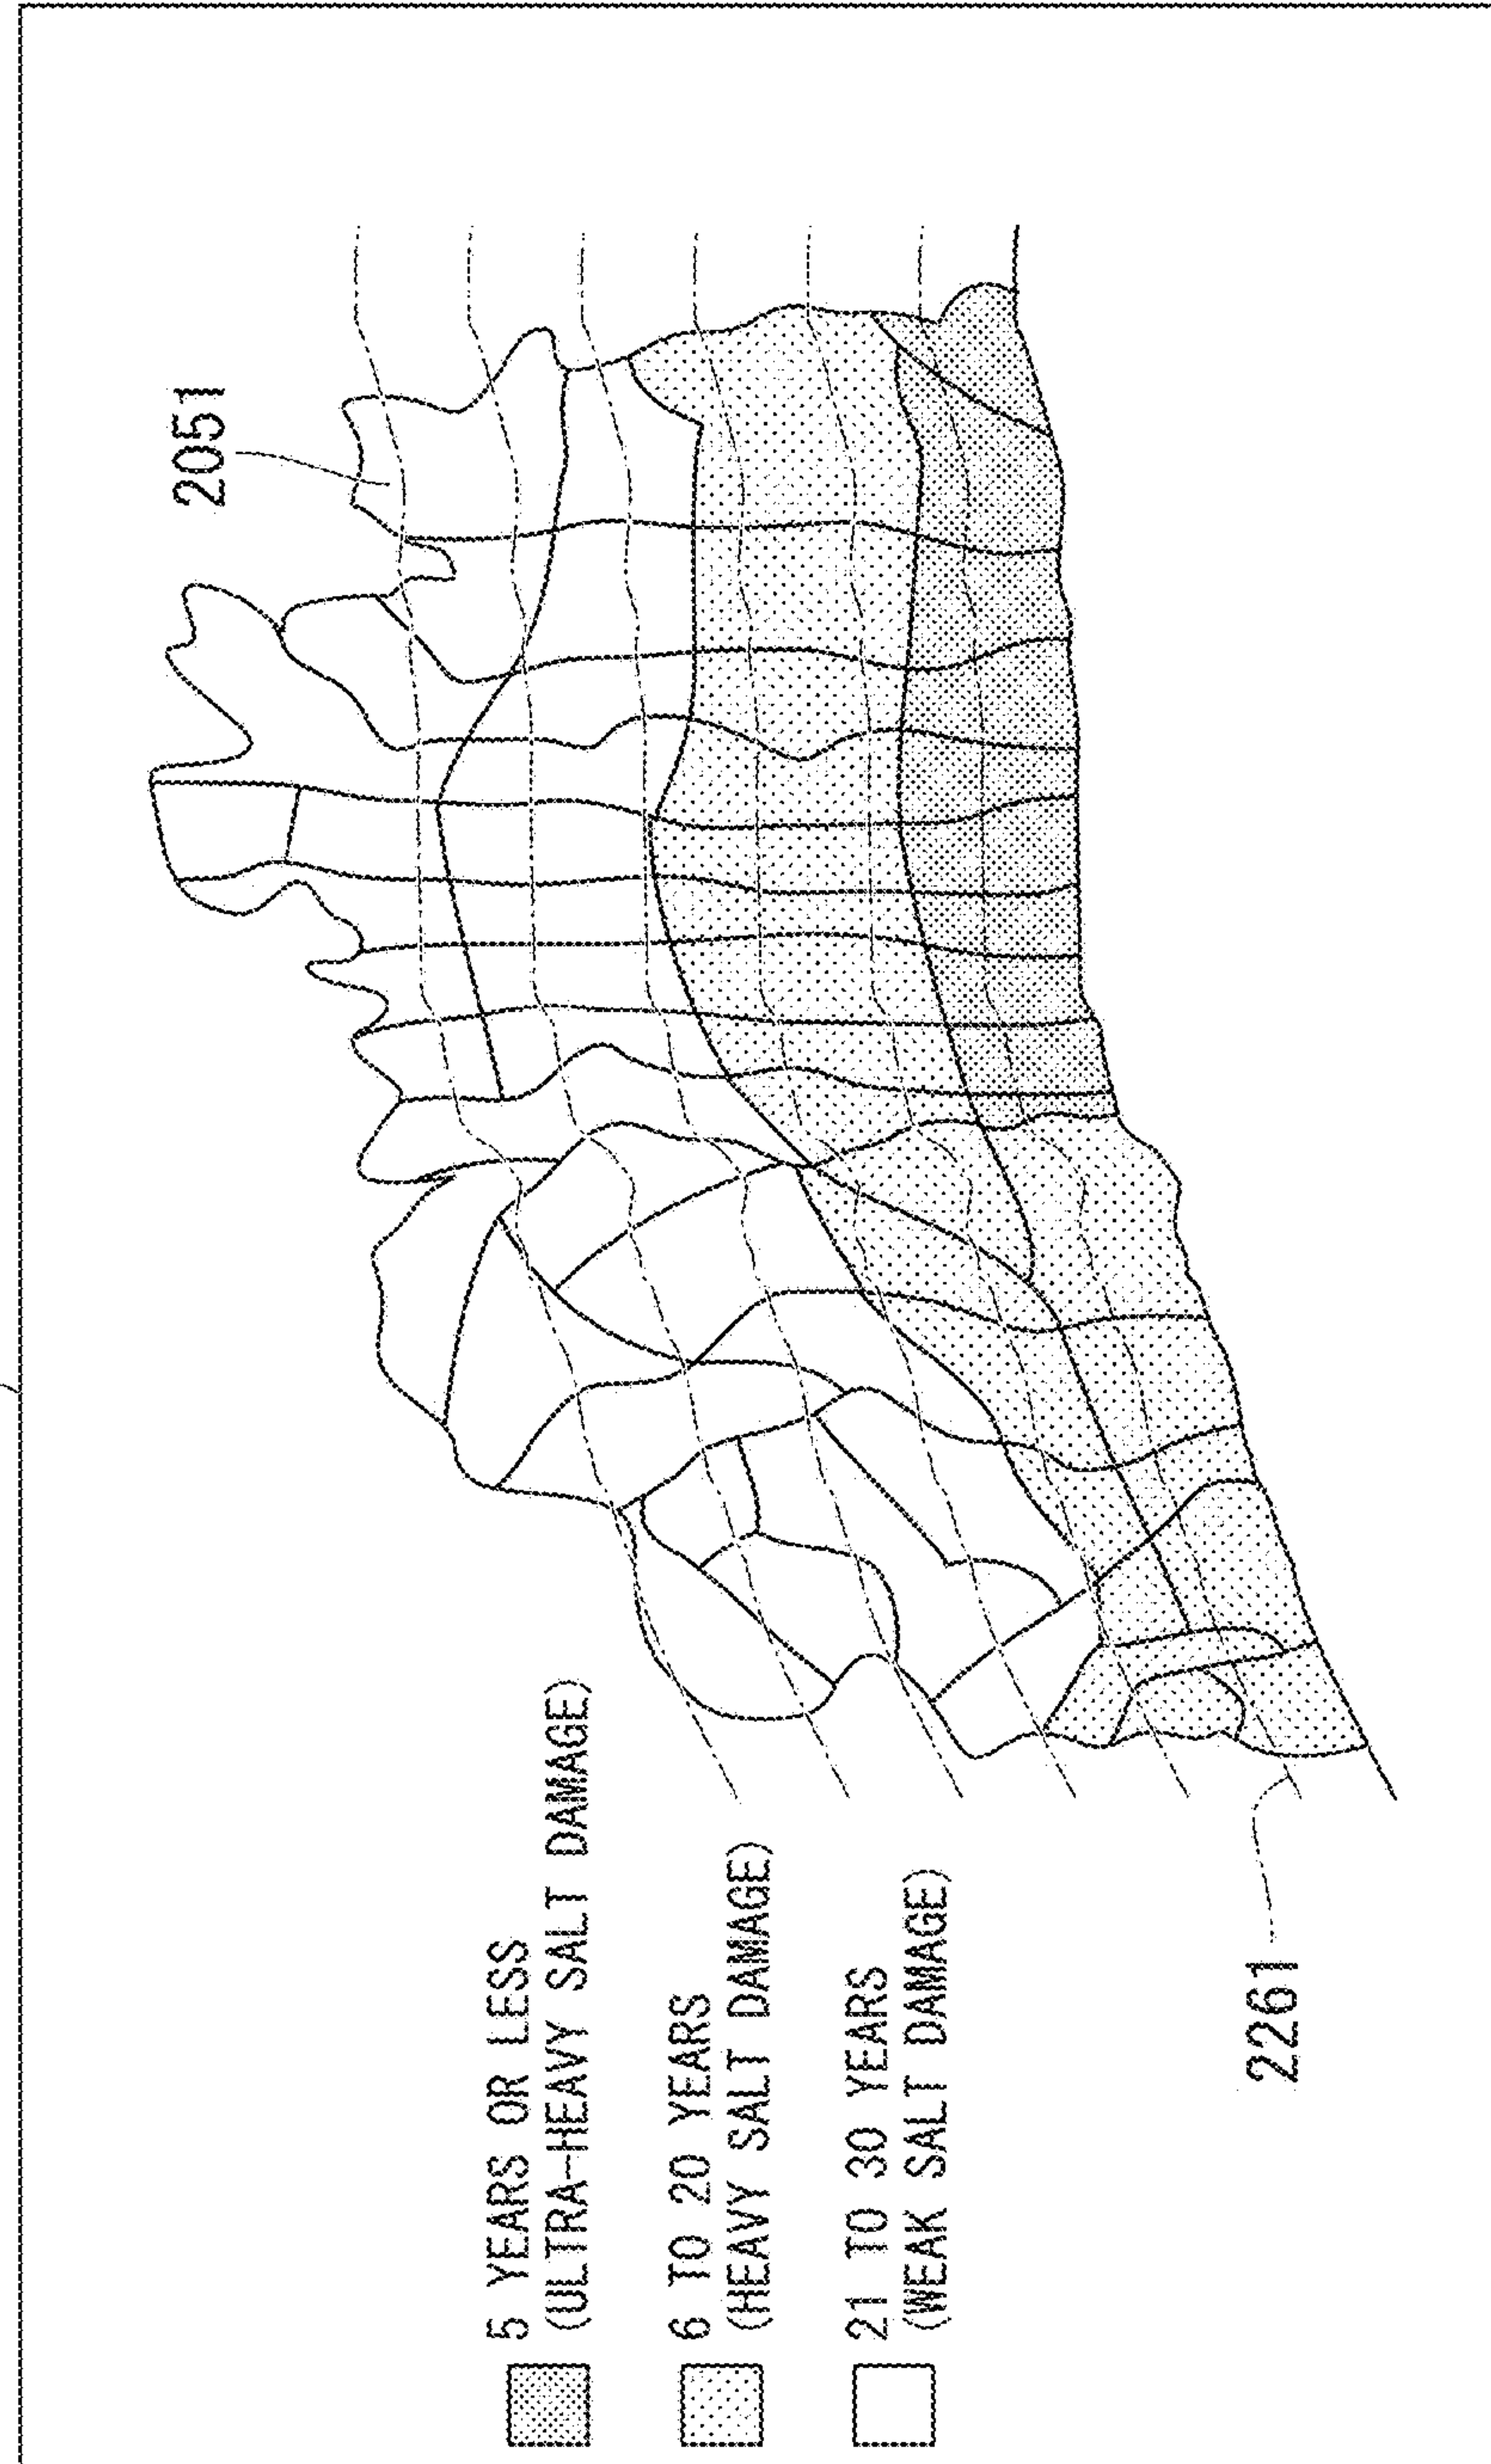 2051
5 YEARS OR LESS
(ULTRA-HEAVY SALT DAMAGE)
6 TO 20 YEARS
(HEAVY SALT DAMAGE)
21 TO 30 YEARS
(WEAK SALT DAMAGE)
2261